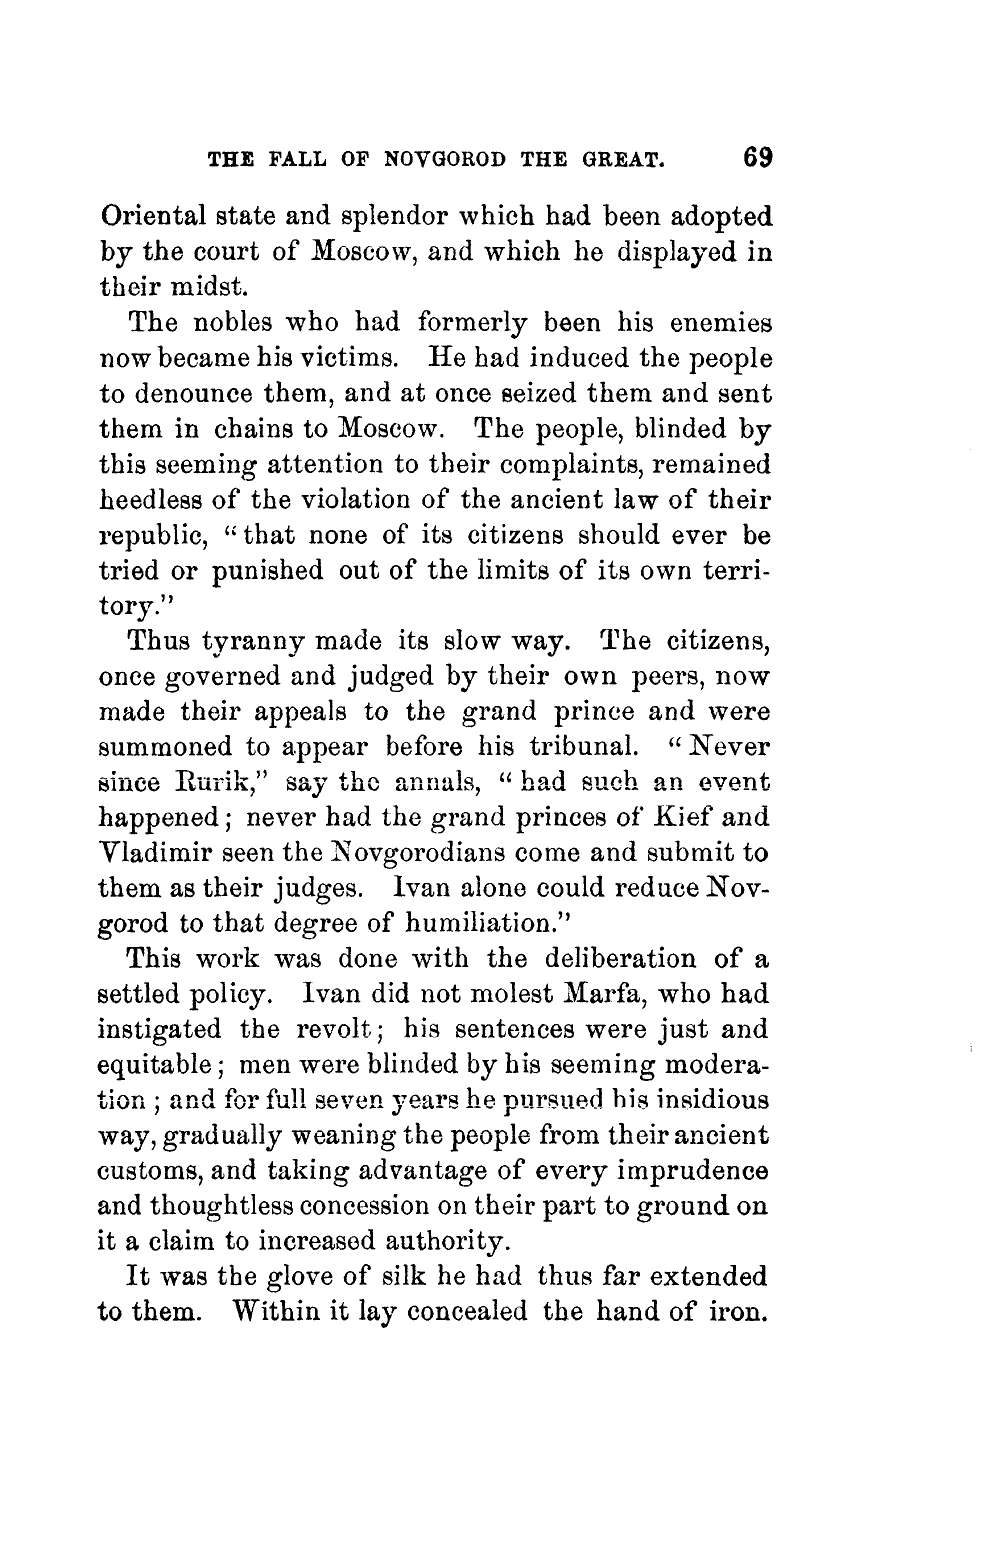 THE FALL OF NOVGOROD THE GREAT. 69
Oriental state and splendor which had been adopted
by the court of Moscow, and which he displayed in
their midst.
The nobles who had formerly been his enemies
now became his victims. He had induced the people
to denounce them, and at once seized them and sent
them in chains to Moscow. The people, blinded by
this seeming attention to their complaints, remained
heedless of the violation of the ancient law of their
republic, “that none of its citizens should ever be
tried or punished out of the limits of its own terri-
tory.”
Thus tyranny made its slow way. The citizens,
once governed and judged by their own peers, now
made their appeals to the grand prince and were
summoned to appear before his tribunal. “Never
since Rurik,” say the annals, “had such an event
happened; never had the grand princes of Kief and
Vladimir seen the Novgorodians come and submit to
them as their judges. Ivan alone could reduce Nov-
gorod to that degree of humiliation.”
This work was done with the deliberation of a
settled policy. Ivan did not molest Marfa, who had
instigated the revolt; his sentences were just and
equitable; men were blinded by his seeming modera-
tion; and for full seven years he pursued his insidious
way, gradually weaning the people from their ancient
customs, and taking advantage of every imprudence
and thoughtless concession on their part to ground on
it a claim to increased authority.
It was the glove of silk he had thus far extended
to them. Within it lay concealed the hand of iron.